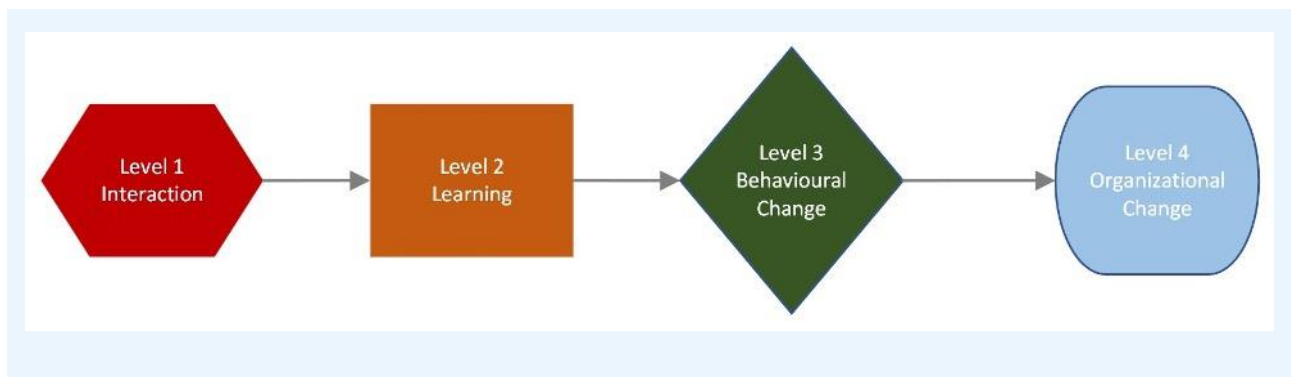 Level 1
Interaction
Level 2
Learning
Level 3
Behavioural
Change
Level 4
Organizational
Change